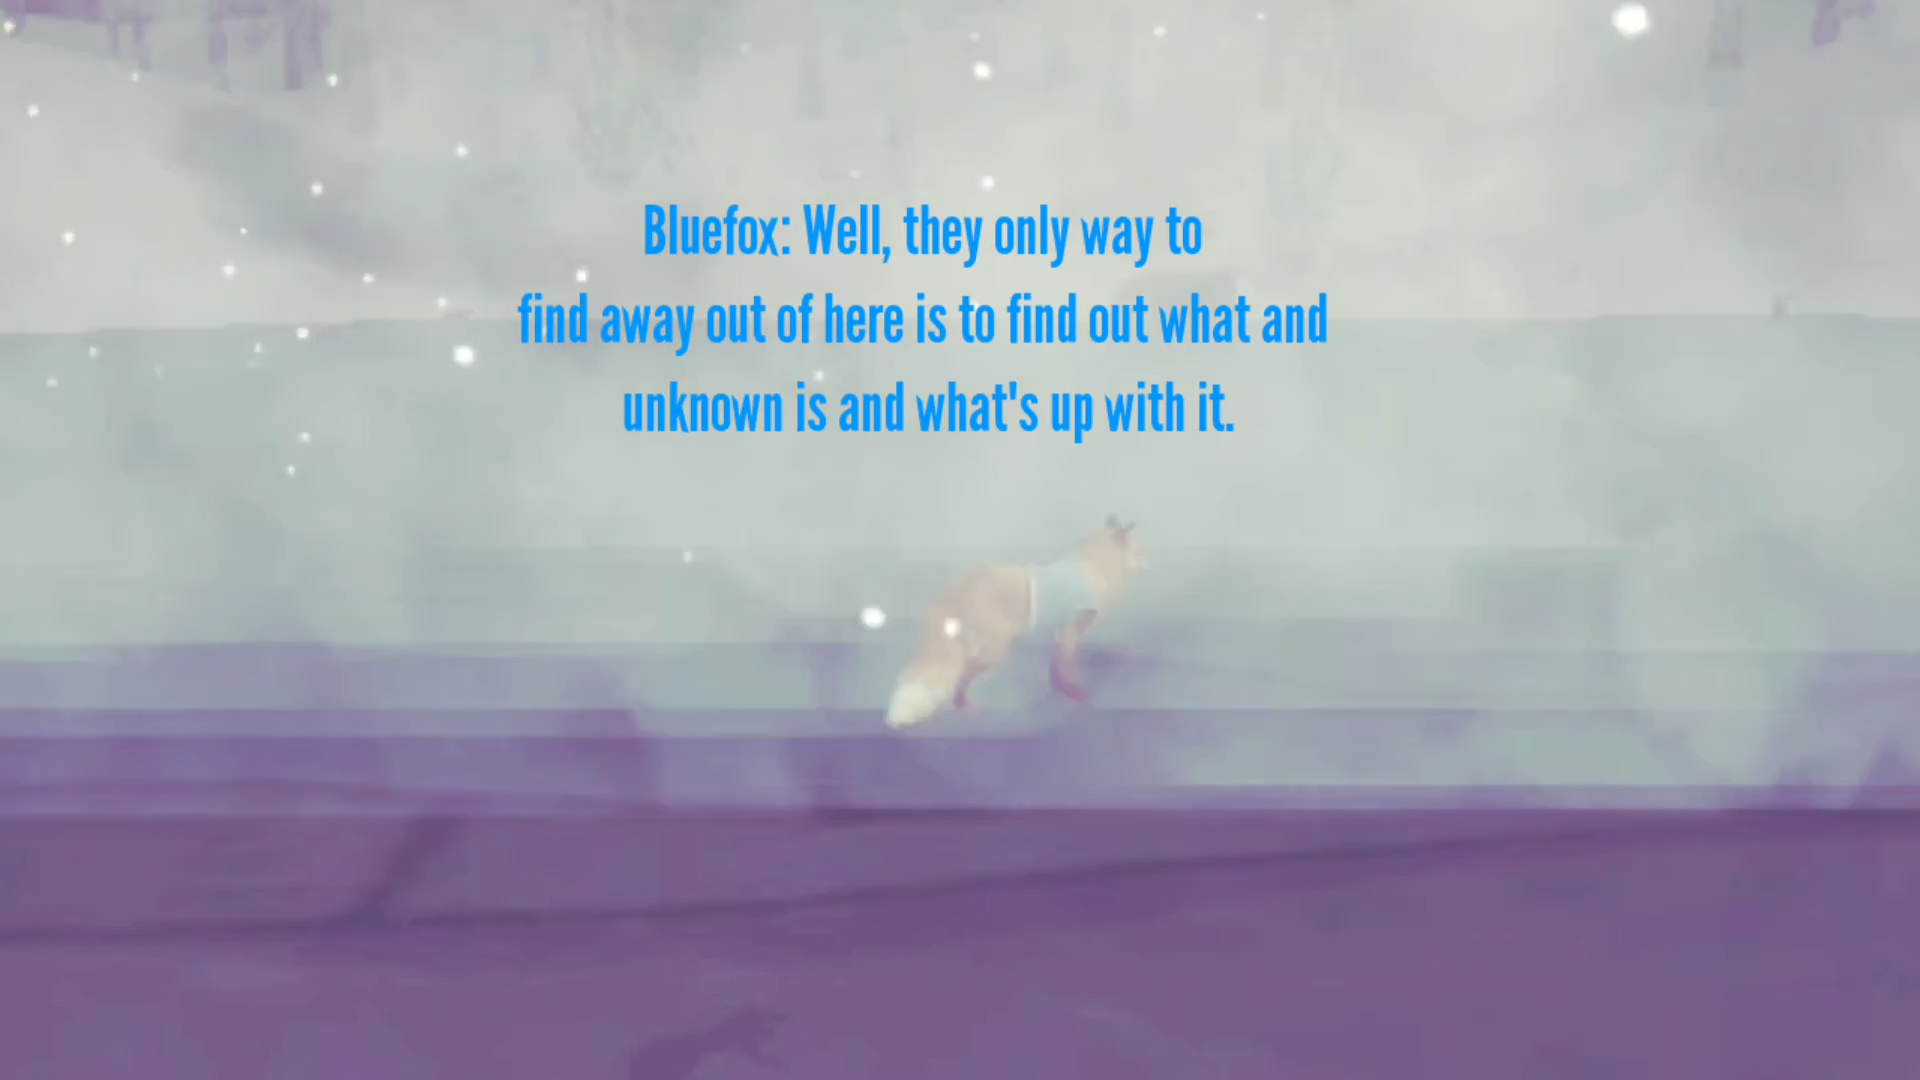 Bluefox: Well, they only way to
find away out of here is to find out what and
unknown is and what's up with it.